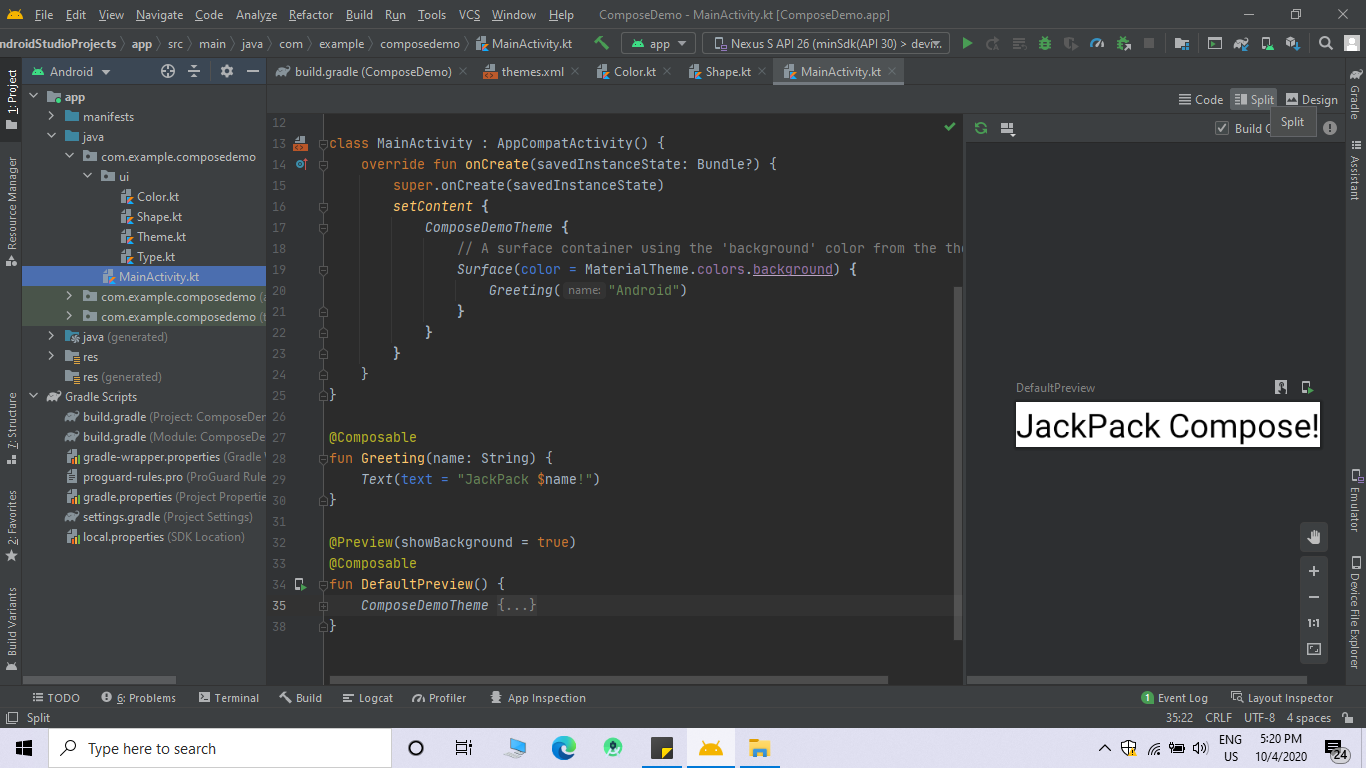 File Edit View Navigate Code Analyze Refactor Build Run Tools VCS Window Help ComposeDemo - MainActivity.kt [ComposeDemo.app]
ndroidStudioProjects app src main java com example composedemo MainActivity.kt app Nexus S API 26 (minSdk(API 30) > devic
Android build.gradle (ComposeDemo) themes.xml Color.kt Shape.kt MainActivity.kt
Code Split Design
Split
Build
1: Project
Resource Manager
7: Structure
2: Favorites
Build Variants
app
manifests
java
com.example.composedemo
ui
Color.kt
Shape.kt
Theme.kt
Type.kt
MainActivity.kt
com.example.composedemo (a
com.example.composedemo (t
java (generated)
res
res (generated)
Gradle Scripts
build.gradle (Project: ComposeDem
build.gradle (Module: ComposeDe
gradle-wrapper.properties (Gradle
proguard-rules.pro (ProGuard Rule
gradle.properties (Project Propertie
settings.gradle (Project Settings)
local.properties (SDK Location)
12
13 class MainActivity : AppCompatActivity() {
14 override fun onCreate(savedInstanceState: Bundle?) {
15 super.onCreate(savedInstanceState)
16 setContent {
17 ComposeDemoTheme {
18 // A surface container using the 'background' color from the the
19 Surface(color = MaterialTheme.colors.background) {
20 Greeting( name: "Android")
21 }
22 }
23 }
24 }
25 }
26
27 @Composable
28 fun Greeting(name: String) {
29 Text(text = "JackPack $name!")
30 }
31
32 @Preview(showBackground = true)
33 @Composable
34 fun DefaultPreview() {
35 ComposeDemoTheme {...}
38 }
DefaultPreview
JackPack Compose!
1:1
Gradle
Assistant
Emulator
Device File Explorer
TODO 6: Problems Terminal Build Logcat Profiler App Inspection 1 Event Log Layout Inspector
Split 35:22 CRLF UTF-8 4 spaces
Type here to search
ENG
US
5:20 PM
10/4/2020
24